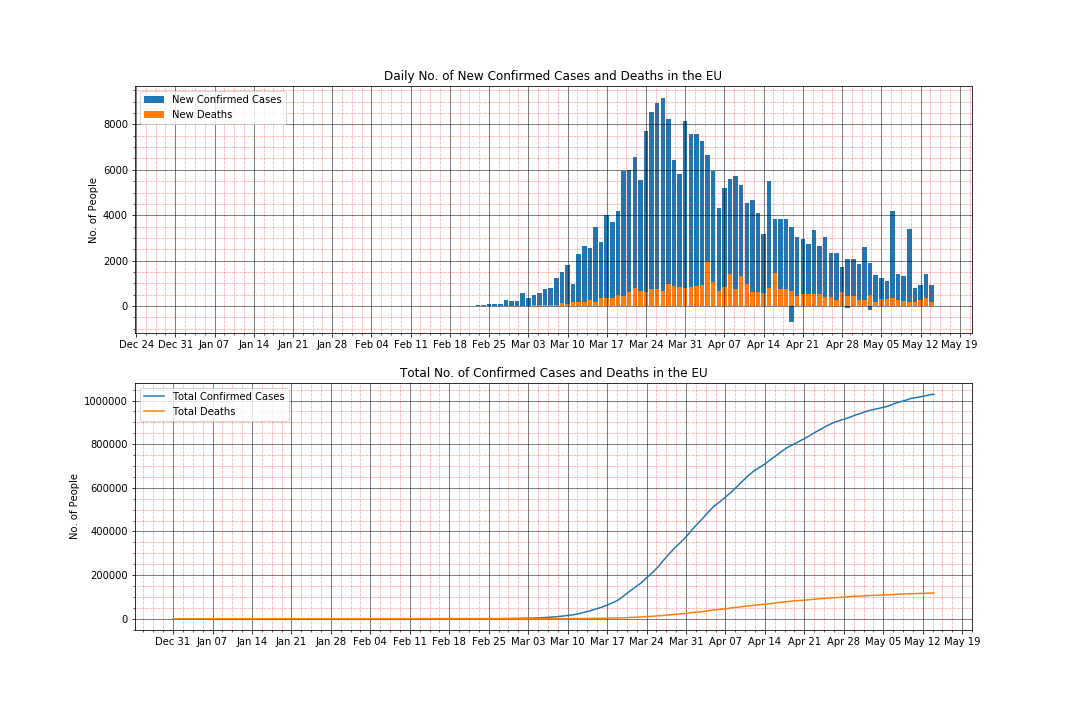 Daily No. of New Confirmed Cases and Deaths in the EU
New Confirmed Cases
New Deaths
No. of People
8000
6000
4000
2000
0
Dec 24 Dec 31 Jan 07 Jan 14 Jan 21 Jan 28 Feb 04 Feb 11 Feb 18 Feb 25 Mar 03 Mar 10 Mar 17 Mar 24 Mar 31 Apr 07 Apr 14 Apr 21 Apr 28 May 05 May 12 May 19
Total No. of Confirmed Cases and Deaths in the EU
Total Confirmed Cases
Total Deaths
No. of People
1000000
800000
600000
400000
200000
0
Dec 31 Jan 07 Jan 14 Jan 21 Jan 28 Feb 04 Feb 11 Feb 18 Feb 25 Mar 03 Mar 10 Mar 17 Mar 24 Mar 31 Apr 07 Apr 14 Apr 21 Apr 28 May 05 May 12 May 19